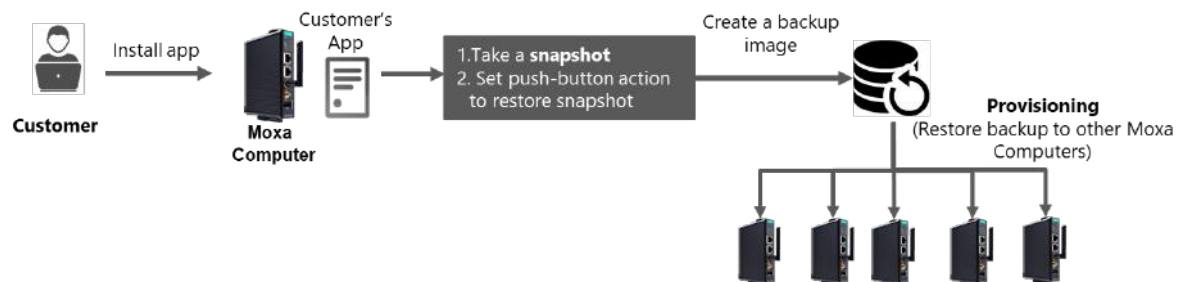 Customer
Install app
Customer's
App
Moxa
Computer
1.Take a snapshot
2. Set push-button action
to restore snapshot
Create a backup
image
Provisioning
(Restore backup to other Moxa
Computers)